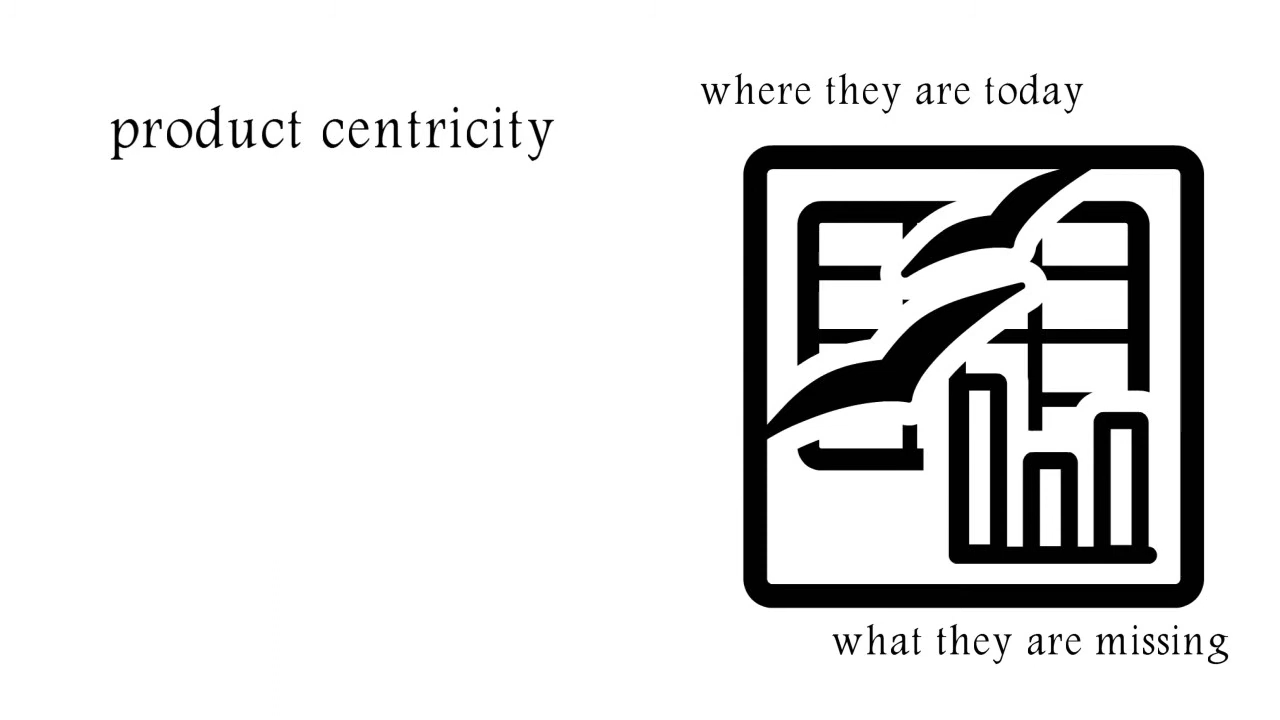 product centricity
where they are today
what they are missing